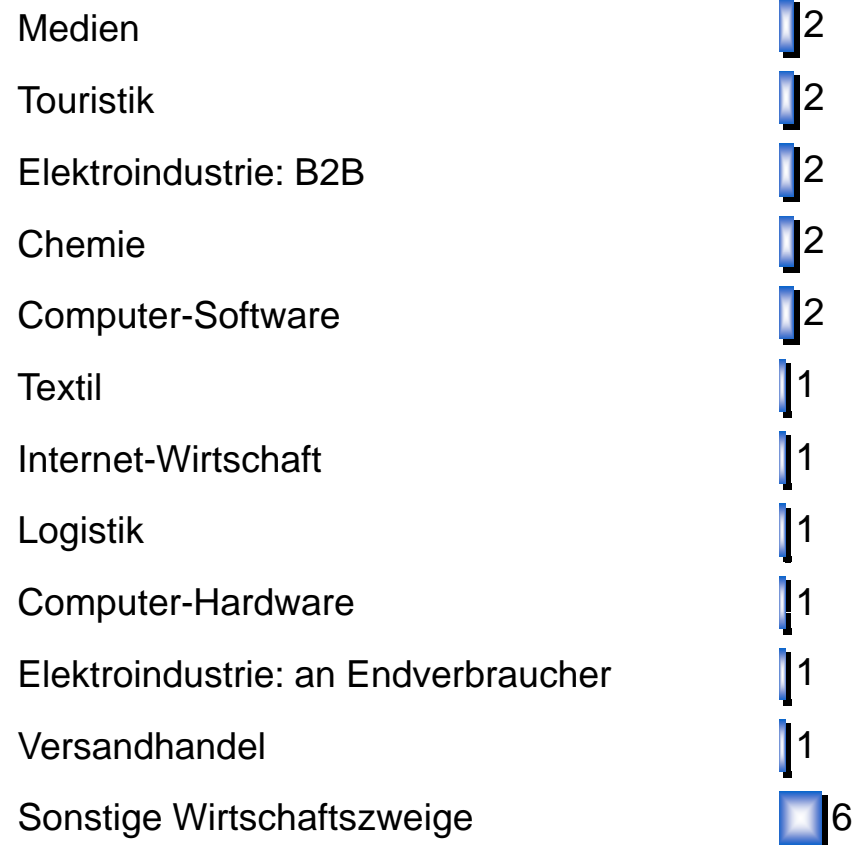 Medien 2
Touristik 2
Elektroindustrie: B2B 2
Chemie 2
Computer-Software 2
Textil 1
Internet-Wirtschaft 1
Logistik 1
Computer-Hardware 1
Elektroindustrie: an Endverbraucher 1
Versandhandel 1
Sonstige Wirtschaftszweige 6